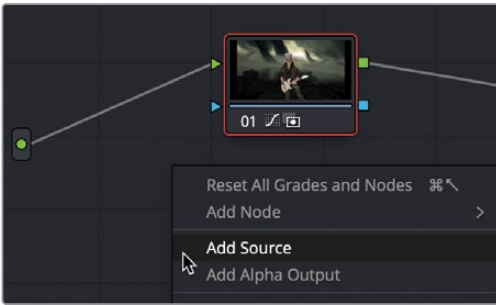 01
Reset All Grades and Nodes ⌘↖
Add Node >
Add Source
Add Alpha Output